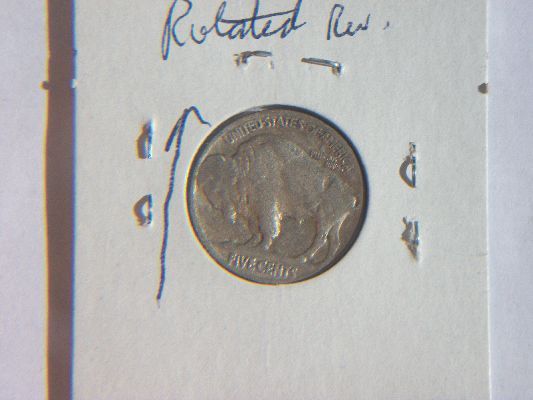 Rotated Rev.
UNITED STATES OF AMERICA
FIVE CENTS